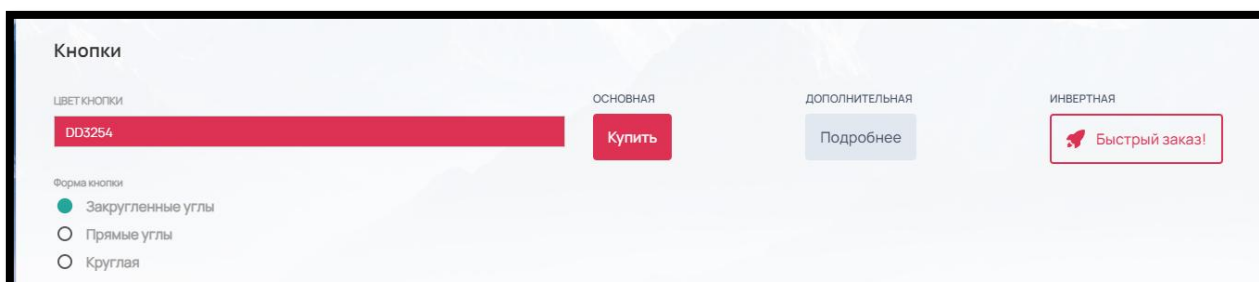 Кнопки
ЦВЕТ КНОПКИ
DD3254
ОСНОВНАЯ
Купить
ДОПОЛНИТЕЛЬНАЯ
Подробнее
ИНВЕРТНАЯ
Быстрый заказ!
Форма кнопки
Закругленные углы
Прямые углы
Круглая